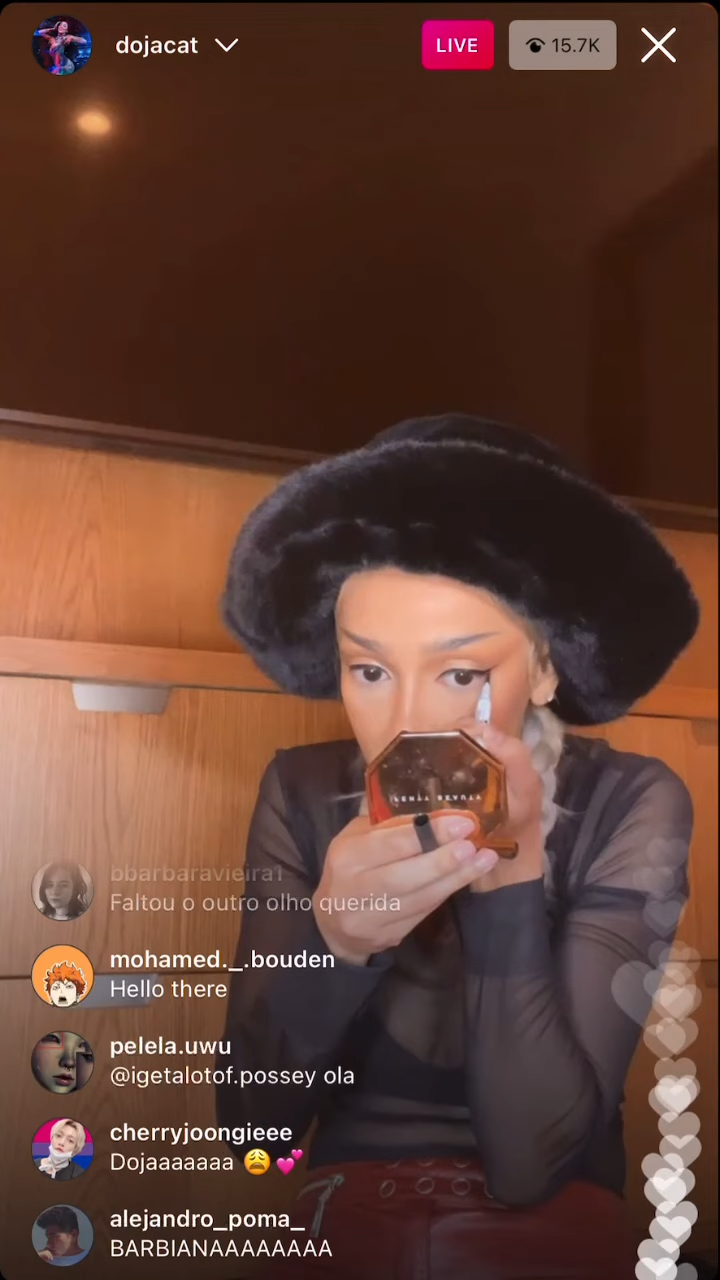 dojacat
LIVE
15.7K
bbarbaravieira1
Faltou o outro olho querida
mohamed._.bouden
Hello there
pelela.uwu
@igetalotof.possey ola
cherryjoongieee
Dojaaaaaaa 😩💕
alejandro_poma_
BARBIANAAAAAAAA